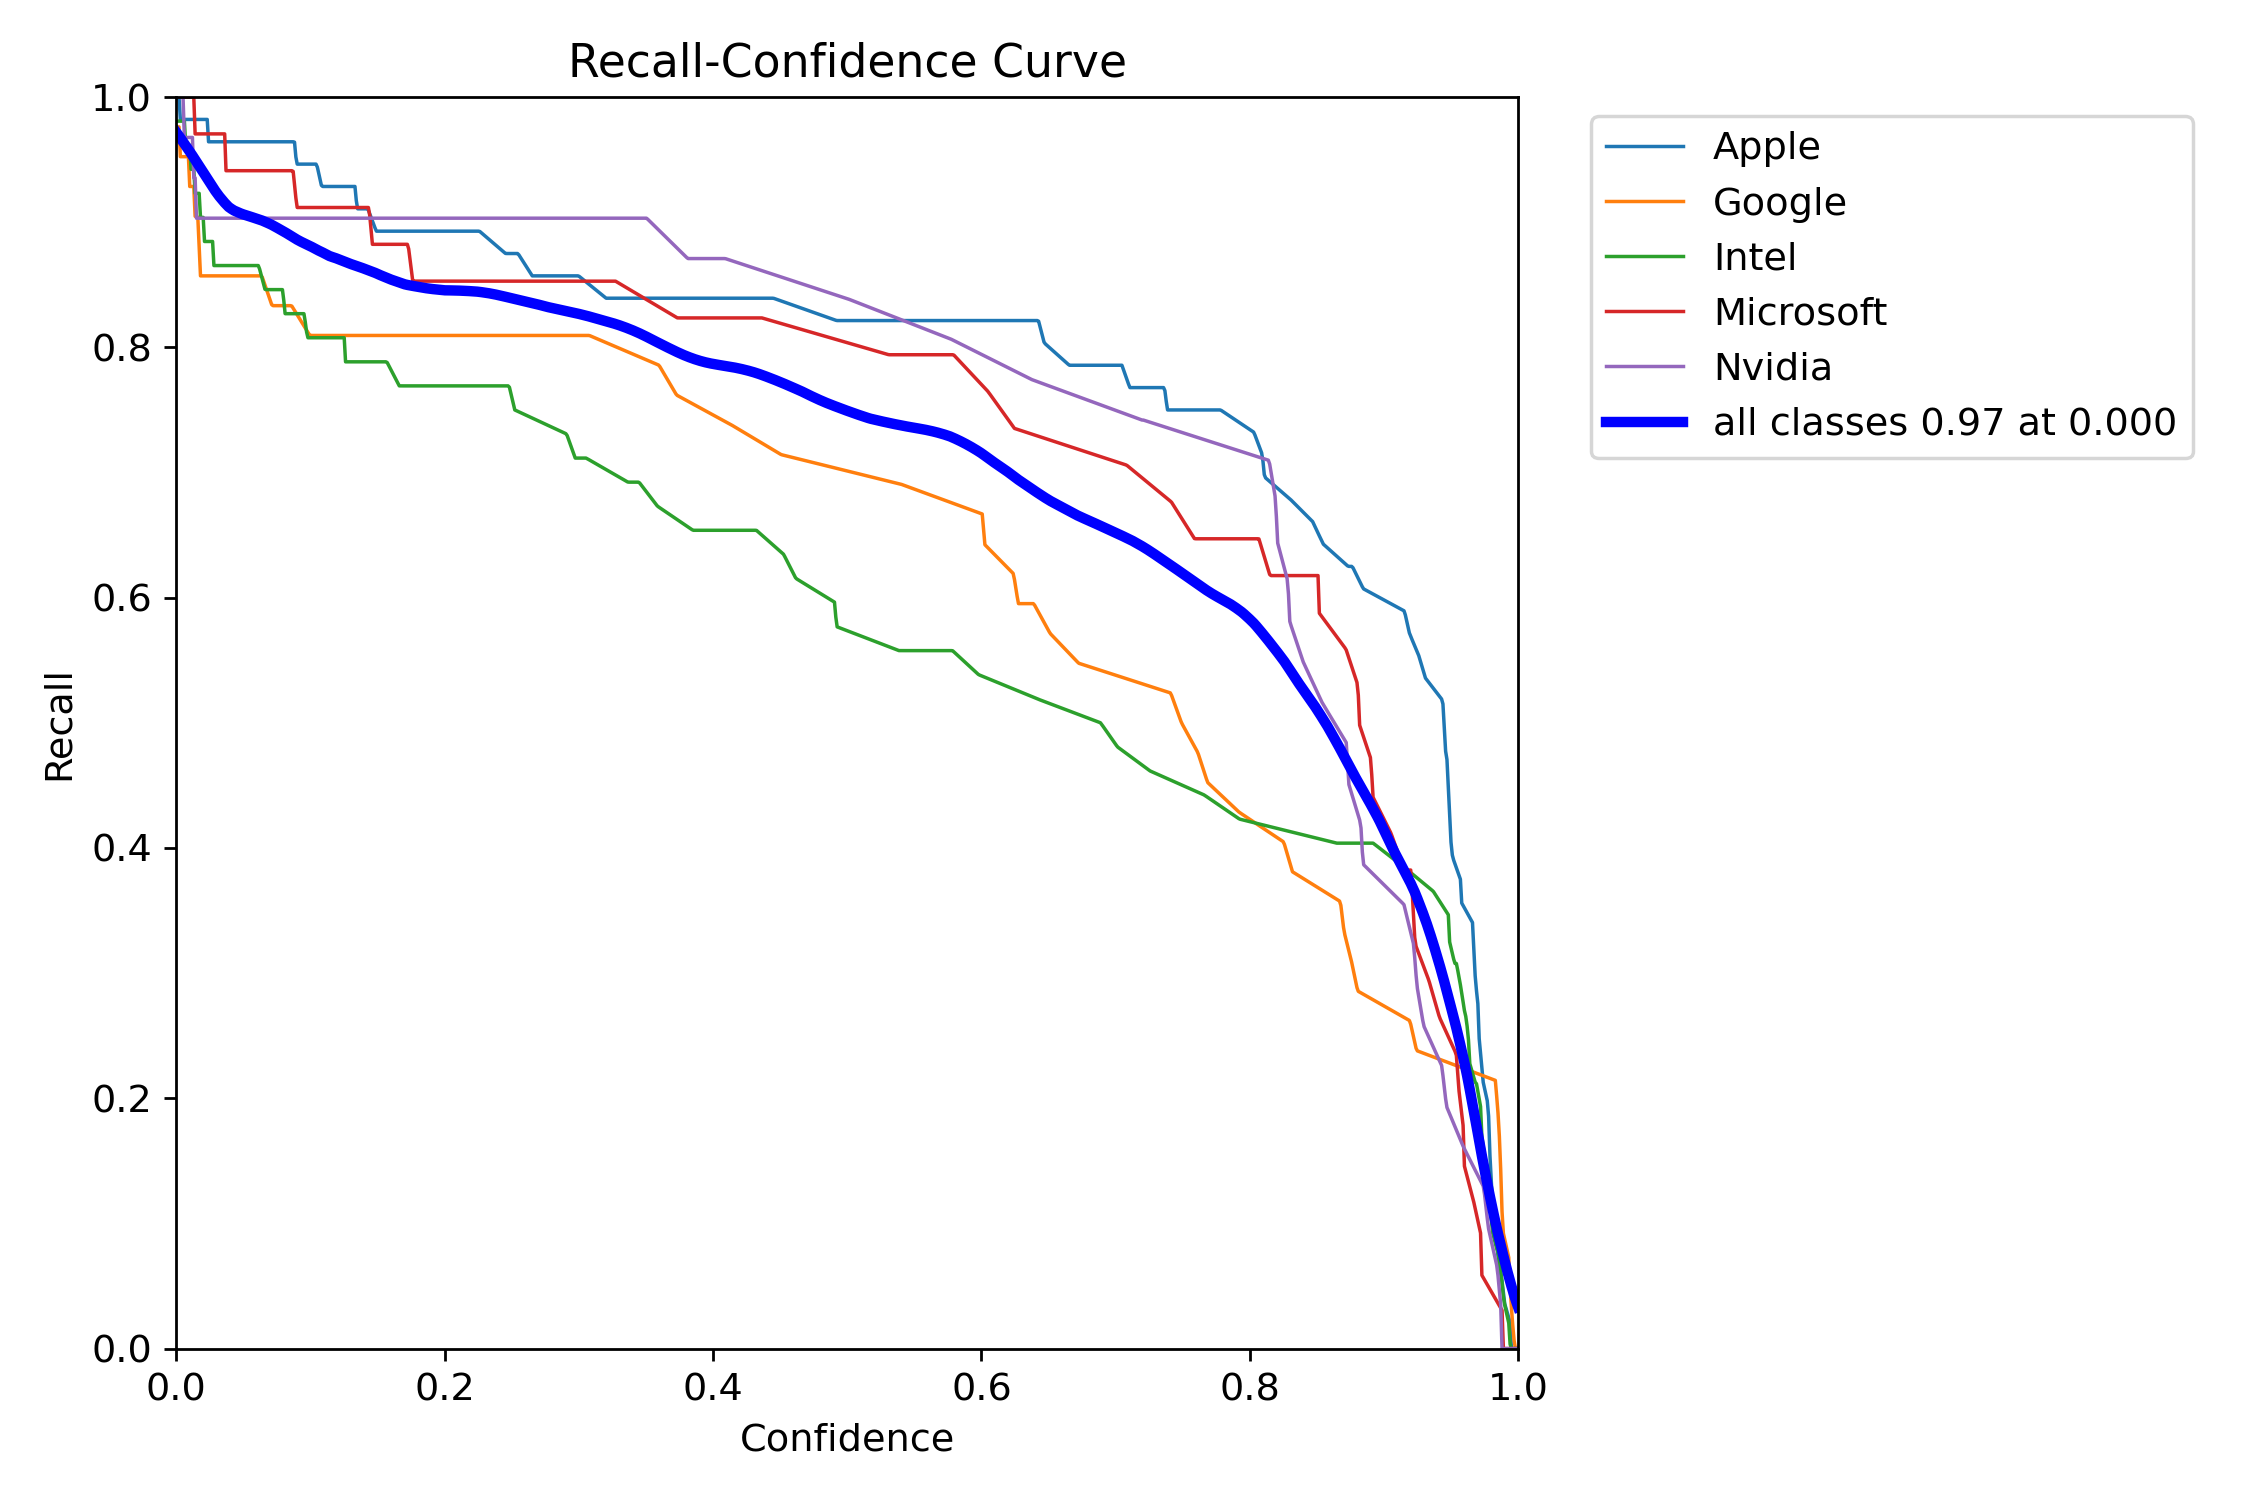 Recall-Confidence Curve
1.0
0.8
0.6
0.4
0.2
0.0
Recall
0.0 0.2 0.4 0.6 0.8 1.0
Confidence
Apple
Google
Intel
Microsoft
Nvidia
all classes 0.97 at 0.000